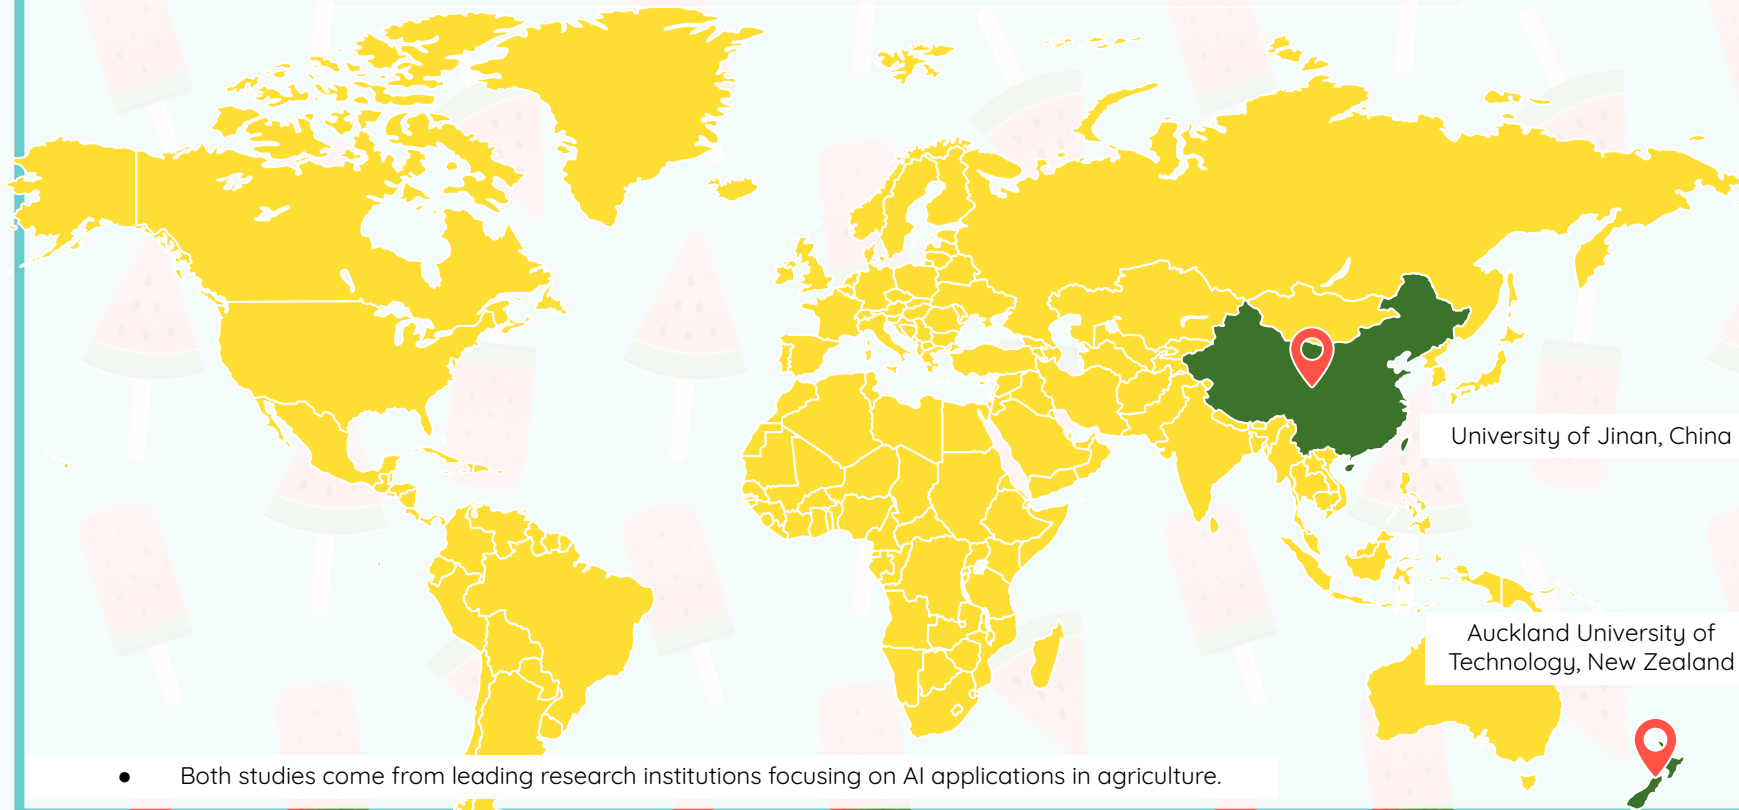 University of Jinan, China
Auckland University of
Technology, New Zealand
● Both studies come from leading research institutions focusing on AI applications in agriculture.